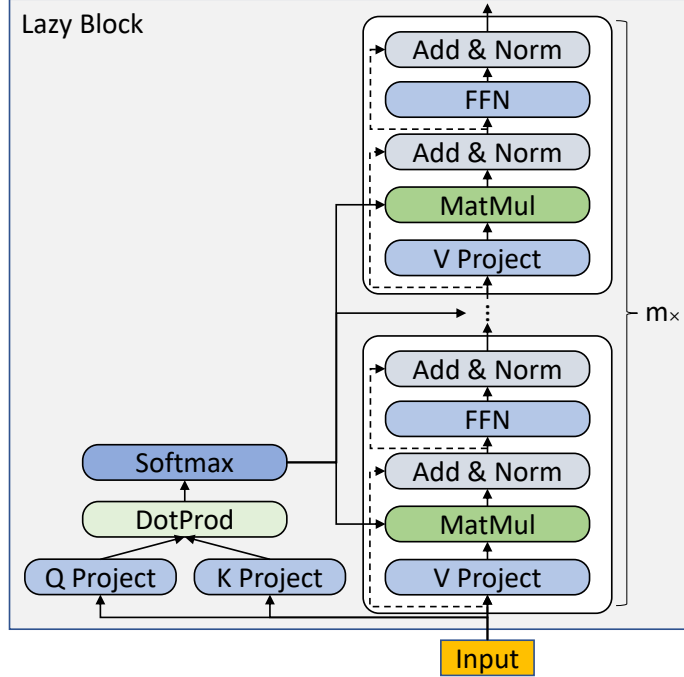 Lazy Block
Add & Norm
FFN
Add & Norm
MatMul
V Project
m×
Add & Norm
FFN
Add & Norm
MatMul
V Project
Softmax
DotProd
Q Project
K Project
Input